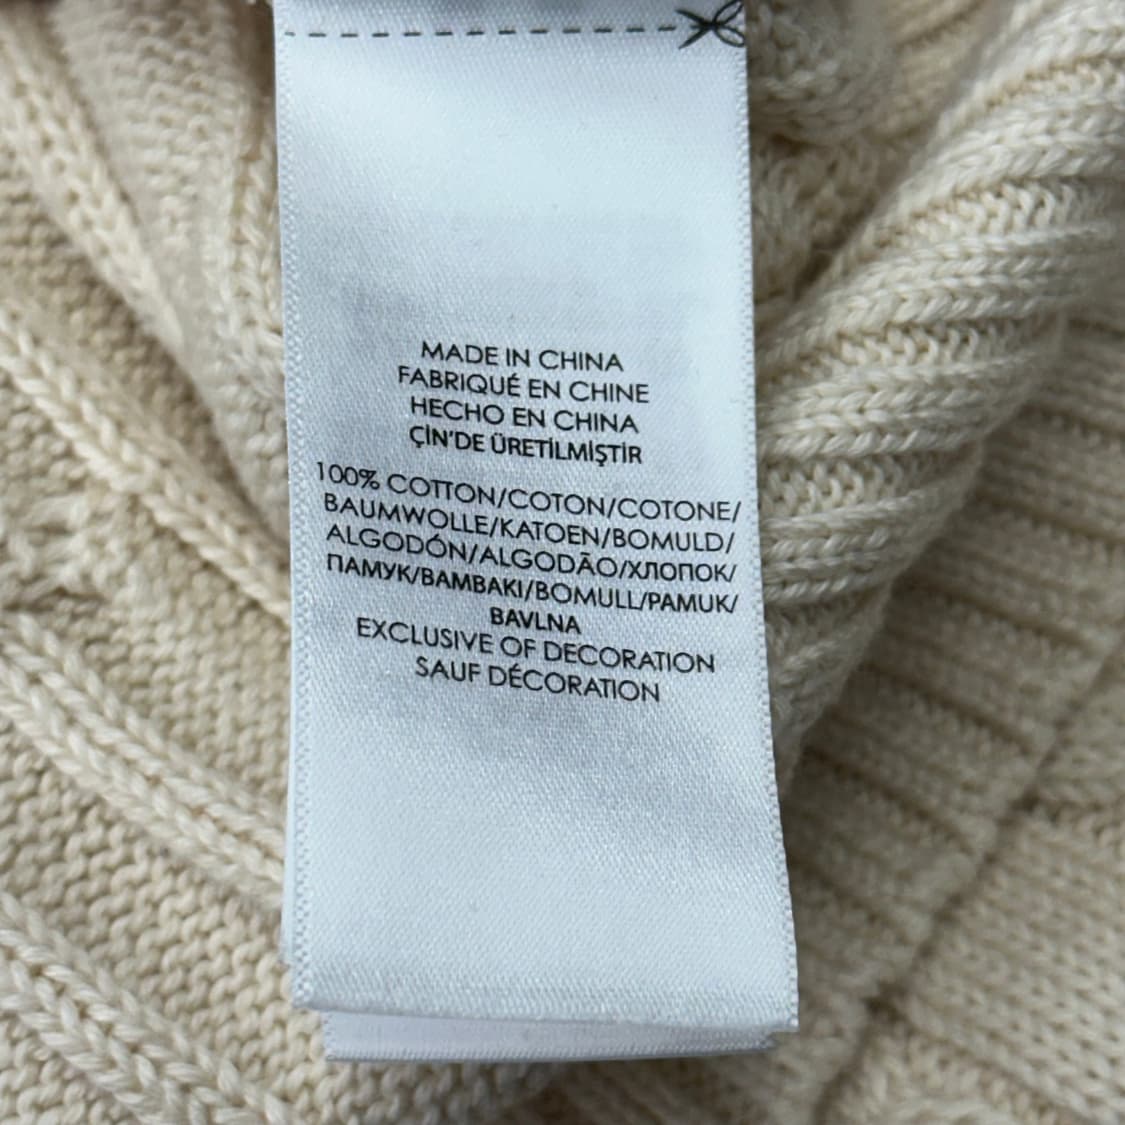 MADE IN CHINA
FABRIQUÉ EN CHINE
HECHO EN CHINA
ÇİN'DE ÜRETİLMİŞTİR
100% COTTON/COTON/COTONE/
BAUMWOLLE/KATOEN/BOMULD/
ALGODÓN/ALGODÃO/ХЛОПОК/
ПАМУК/BAMBAKI/BOMULL/PAMUK/
BAVLNA
EXCLUSIVE OF DECORATION
SAUF DÉCORATION